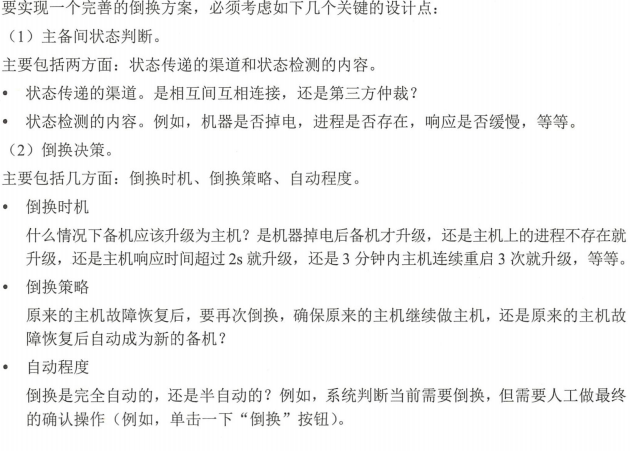 要实现一个完善的倒换方案，必须考虑如下几个关键的设计点：
（1）主备间状态判断。
主要包括两方面：状态传递的渠道和状态检测的内容。
• 状态传递的渠道。是相互间互相连接，还是第三方仲裁？
• 状态检测的内容。例如，机器是否掉电，进程是否存在，响应是否缓慢，等等。
（2）倒换决策。
主要包括几方面：倒换时机、倒换策略、自动程度。
• 倒换时机
什么情况下备机应该升级为主机？是机器掉电后备机才升级，还是主机上的进程不存在就
升级，还是主机响应时间超过 2s 就升级，还是 3 分钟内主机连续重启 3 次就升级，等等。
• 倒换策略
原来的主机故障恢复后，要再次倒换，确保原来的主机继续做主机，还是原来的主机故
障恢复后自动成为新的备机？
• 自动程度
倒换是完全自动的，还是半自动的？例如，系统判断当前需要倒换，但需要人工做最终
的确认操作（例如，单击一下“倒换”按钮）。